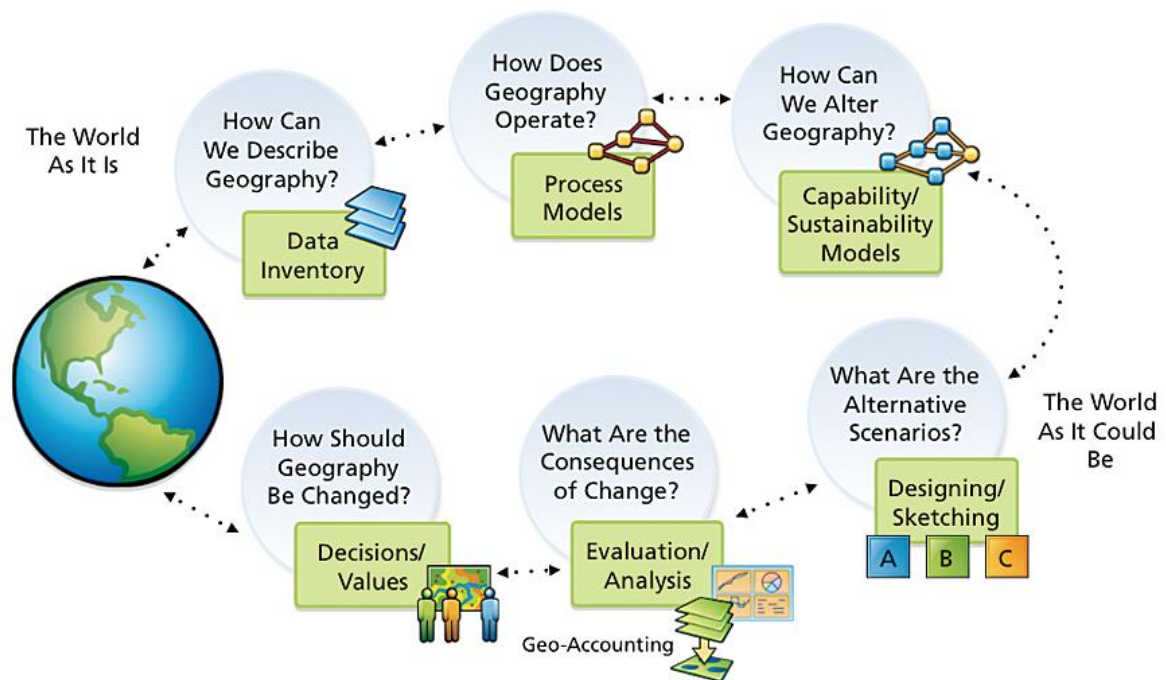 The World
As It Is
How Can
We Describe
Geography?
Data
Inventory
How Does
Geography
Operate?
Process
Models
How Can
We Alter
Geography?
Capability/
Sustainability
Models
What Are the
Alternative
Scenarios?
Designing/
Sketching
A B C
The World
As It Could
Be
What Are the
Consequences
of Change?
Evaluation/
Analysis
Geo-Accounting
How Should
Geography
Be Changed?
Decisions/
Values